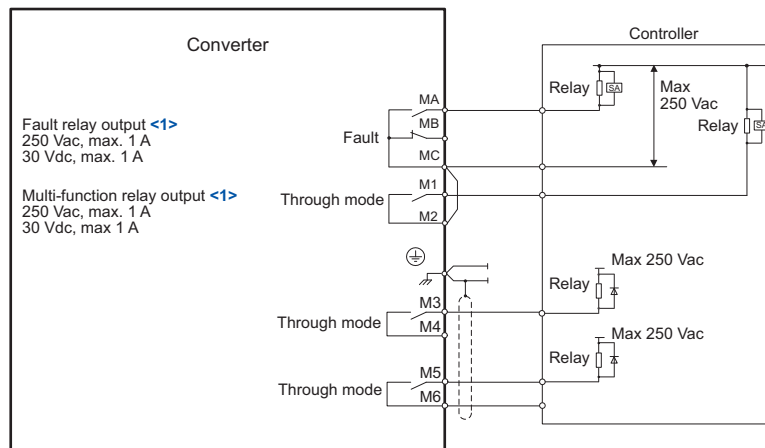 Converter
Controller
Fault relay output <1>
250 Vac, max. 1 A
30 Vdc, max. 1 A
Multi-function relay output <1>
250 Vac, max. 1 A
30 Vdc, max 1 A
Fault
MA
MB
MC
Through mode
M1
M2
Through mode
M3
M4
Through mode
M5
M6
Relay
SA
Max
250 Vac
Relay
SA
Max 250 Vac
Relay
Max 250 Vac
Relay